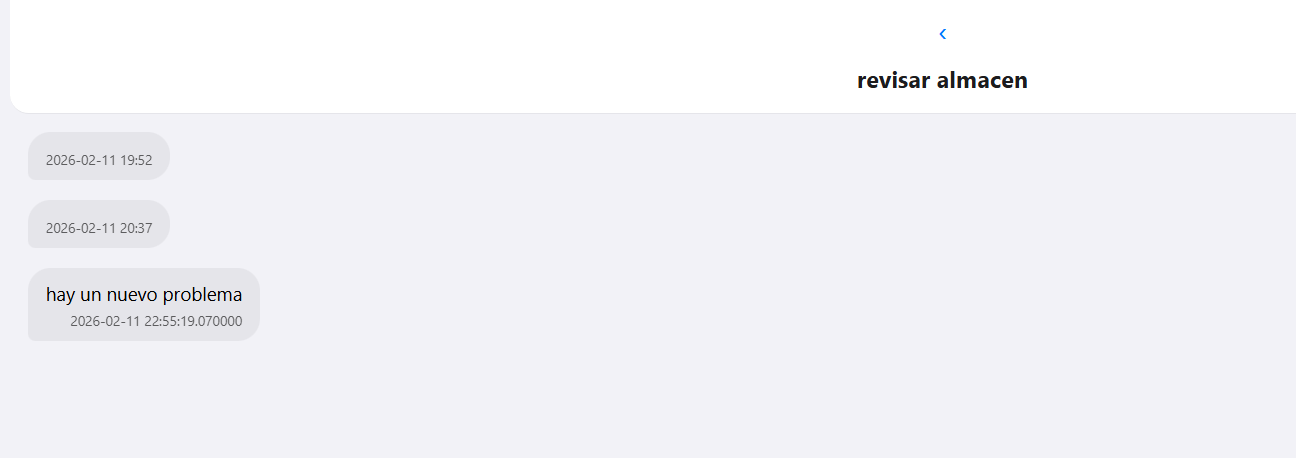 ‹
revisar almacen
2026-02-11 19:52
2026-02-11 20:37
hay un nuevo problema
2026-02-11 22:55:19.070000